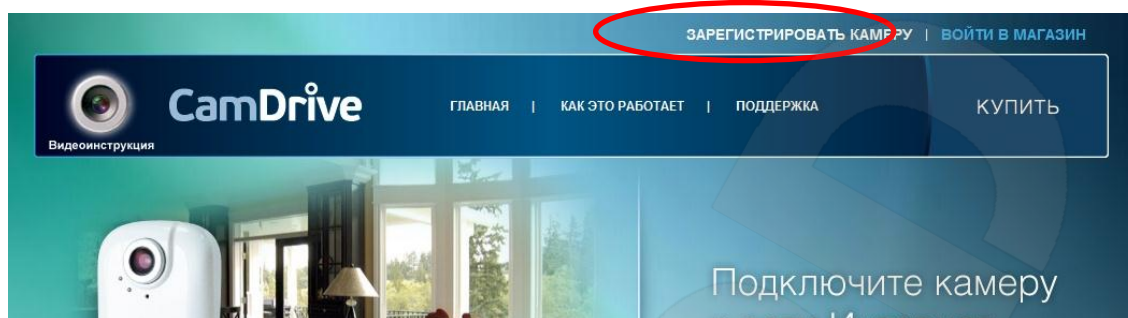 ЗАРЕГИСТРИРОВАТЬ КАМЕРУ | ВОЙТИ В МАГАЗИН
CamDrive ГЛАВНАЯ | КАК ЭТО РАБОТАЕТ | ПОДДЕРЖКА КУПИТЬ
Видеоинструкция
Подключите камеру